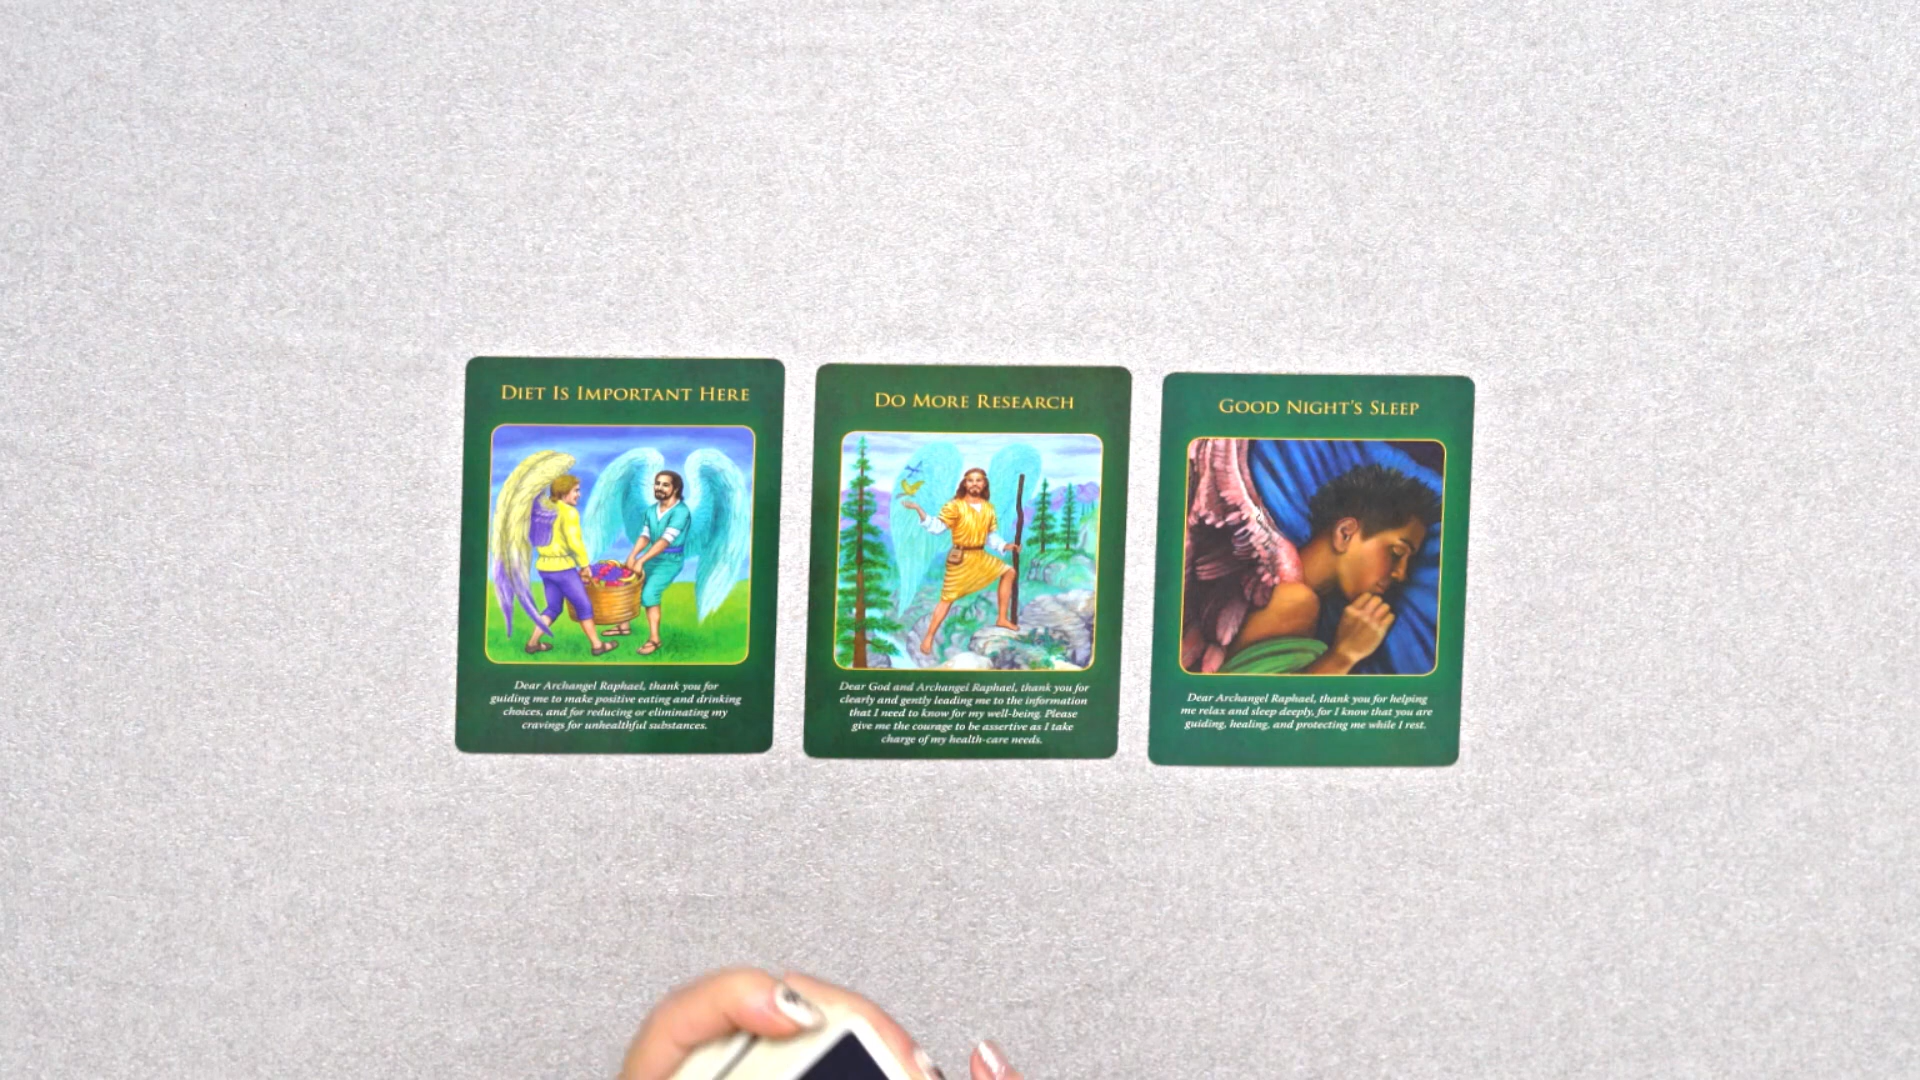 DIET IS IMPORTANT HERE
Dear Archangel Raphael, thank you for
guiding me to make positive eating and drinking
choices, and for reducing or eliminating my
cravings for unhealthful substances.
DO MORE RESEARCH
Dear God and Archangel Raphael, thank you for
clearly and gently leading me to the information
that I need to know for my well-being. Please
give me the courage to be assertive as I take
charge of my health-care needs.
GOOD NIGHT'S SLEEP
Dear Archangel Raphael, thank you for helping
me relax and sleep deeply, for I know that you are
guiding, healing, and protecting me while I rest.